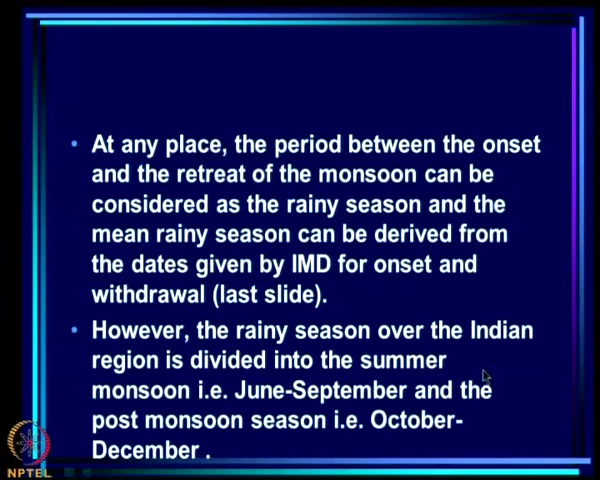 • At any place, the period between the onset
and the retreat of the monsoon can be
considered as the rainy season and the
mean rainy season can be derived from
the dates given by IMD for onset and
withdrawal (last slide).
• However, the rainy season over the Indian
region is divided into the summer
monsoon i.e. June-September and the
post monsoon season i.e. October-
December .
NPTEL